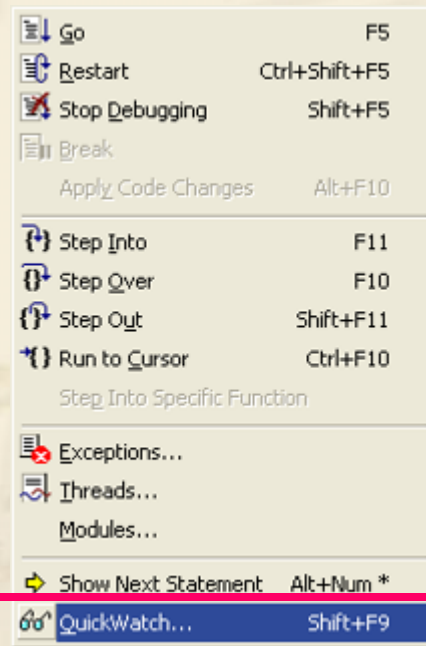 Go F5
Restart Ctrl+Shift+F5
Stop Debugging Shift+F5
Break
Apply Code Changes Alt+F10
Step Into F11
Step Over F10
Step Out Shift+F11
Run to Cursor Ctrl+F10
Step Into Specific Function
Exceptions...
Threads...
Modules...
Show Next Statement Alt+Num *
QuickWatch... Shift+F9